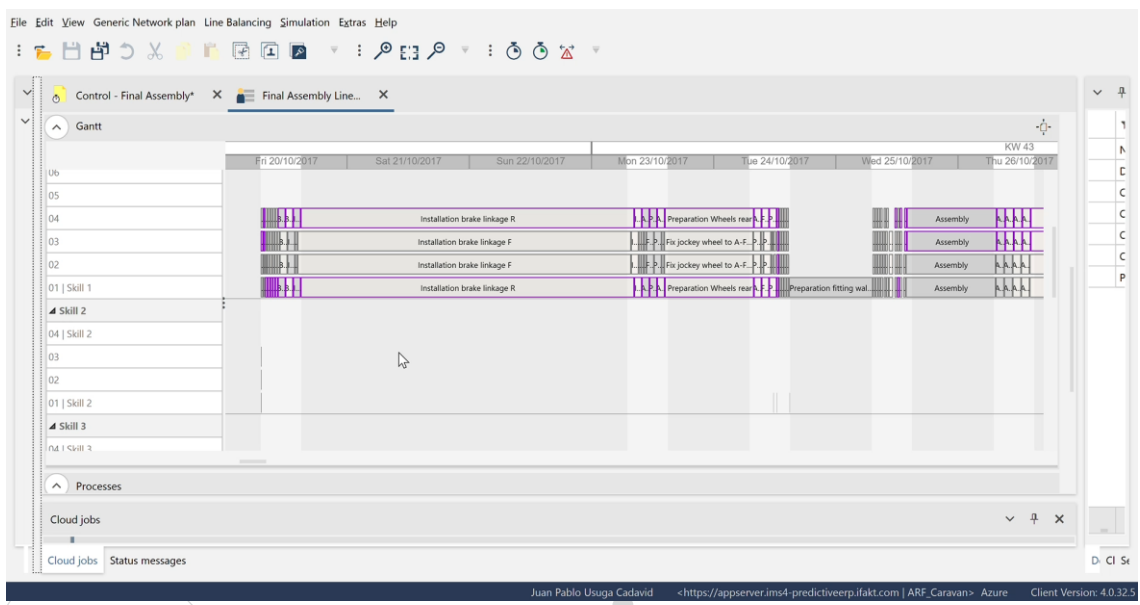 File Edit View Generic Network plan Line Balancing Simulation Extras Help
Control - Final Assembly* Final Assembly Line...
Gantt
KW 43
Fri 20/10/2017 Sat 21/10/2017 Sun 22/10/2017 Mon 23/10/2017 Tue 24/10/2017 Wed 25/10/2017 Thu 26/10/2017
06
05
04 Installation brake linkage R Preparation Wheels rear Assembly
03 Installation brake linkage F Fix jockey wheel to A-F... Assembly
02 Installation brake linkage F Fix jockey wheel to A-F... Assembly
01 | Skill 1 Installation brake linkage R Preparation Wheels rear Preparation fitting wal... Assembly
Skill 2
04 | Skill 2
03
02
01 | Skill 2
Skill 3
04 | Skill 3
Processes
Cloud jobs
Cloud jobs Status messages
D Cl Se
Juan Pablo Usuga Cadavid <https://appserver.ims4-predictiveerp.ifakt.com | ARF_Caravan> Azure Client Version: 4.0.32.5